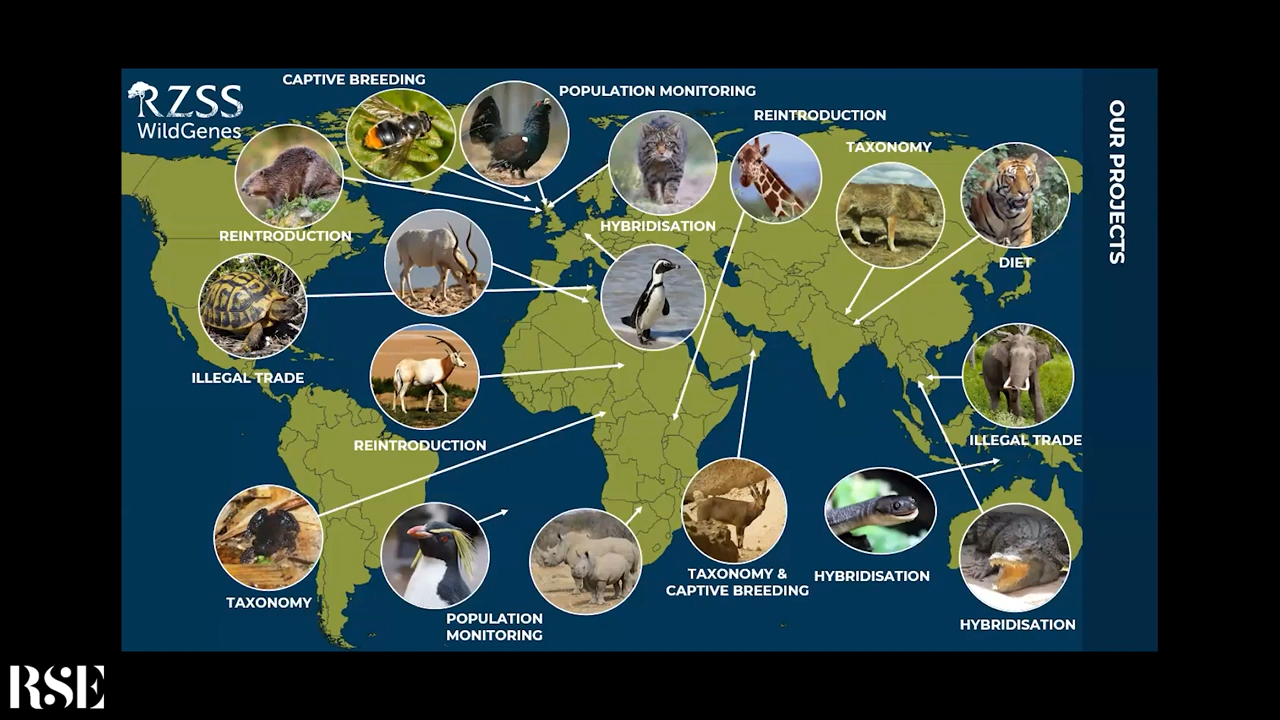 RZSS
WildGenes
CAPTIVE BREEDING
POPULATION MONITORING
REINTRODUCTION
TAXONOMY
OUR PROJECTS
REINTRODUCTION
HYBRIDISATION
DIET
ILLEGAL TRADE
REINTRODUCTION
ILLEGAL TRADE
TAXONOMY
POPULATION
MONITORING
TAXONOMY &
CAPTIVE BREEDING
HYBRIDISATION
HYBRIDISATION
RSE